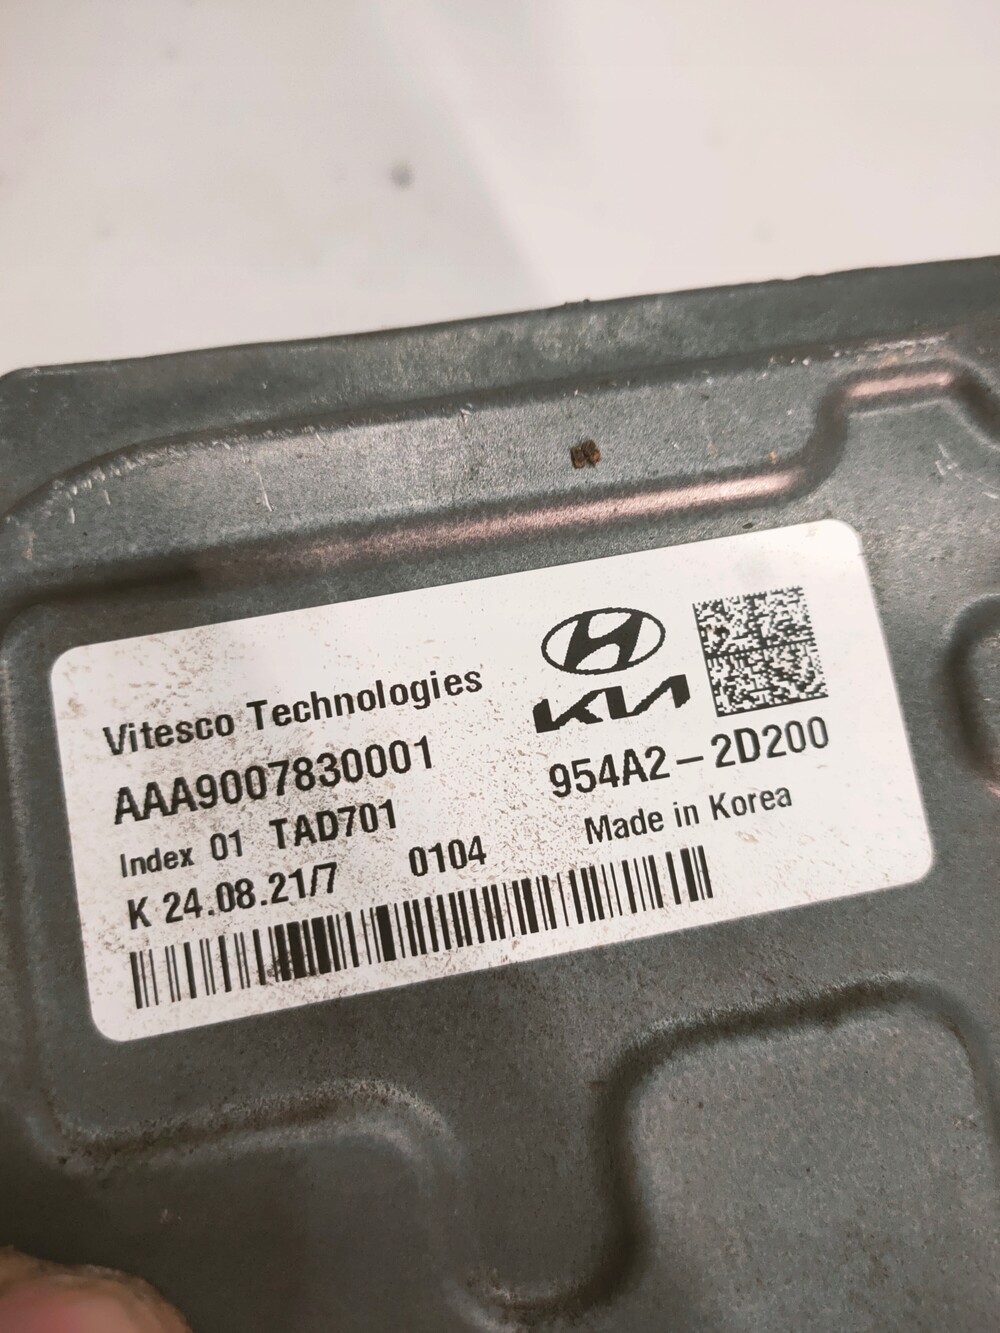 Vitesco Technologies
AAA9007830001
Index 01 TAD701
K 24.08.21/7 0104
KIA
954A2-2D200
Made in Korea